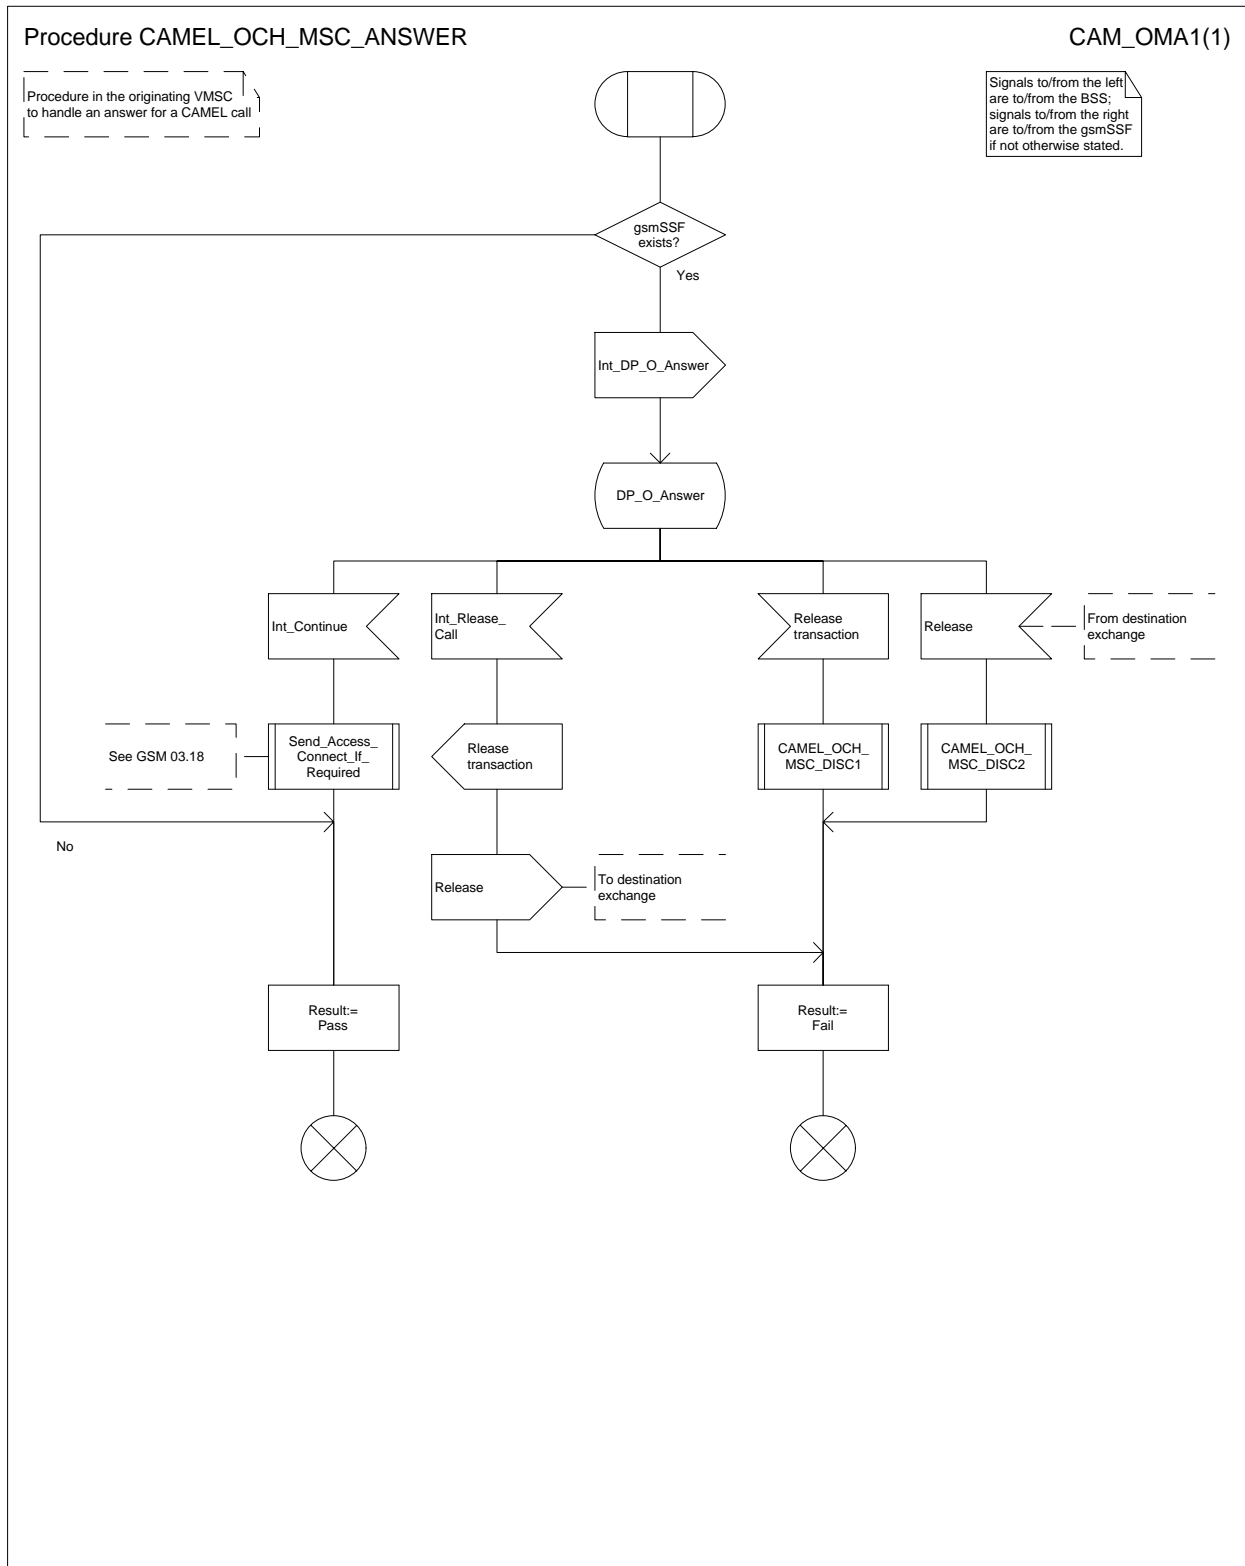 Procedure CAMEL_OCH_MSC_ANSWER
CAM_OMA1(1)
Procedure in the originating VMSC
to handle an answer for a CAMEL call
Signals to/from the left
are to/from the BSS;
signals to/from the right
are to/from the gsmSSF
if not otherwise stated.
gsmSSF
exists?
Yes
Int_DP_O_Answer
DP_O_Answer
Int_Continue
Int_Rlease_
Call
Release
transaction
Release
From destination
exchange
See GSM 03.18
Send_Access_
Connect_If_
Required
Rlease
transaction
CAMEL_OCH_
MSC_DISC1
CAMEL_OCH_
MSC_DISC2
No
Release
To destination
exchange
Result:=
Pass
Result:=
Fail